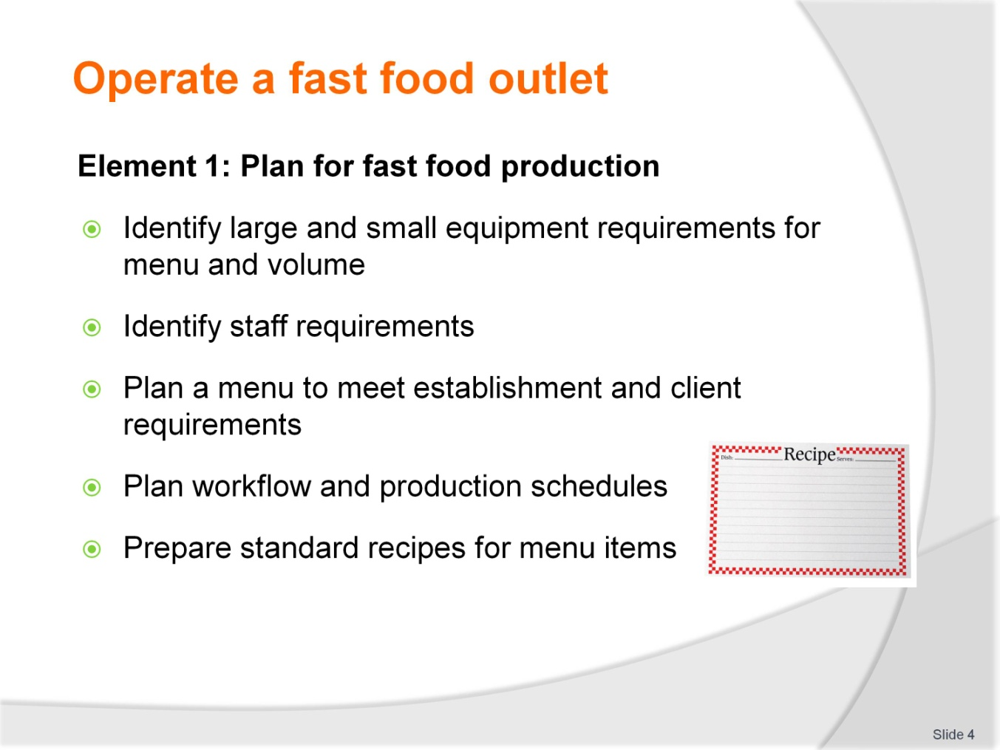 Operate a fast food outlet
Element 1: Plan for fast food production
Identify large and small equipment requirements for
menu and volume
Identify staff requirements
Plan a menu to meet establishment and client
requirements
Plan workflow and production schedules
Prepare standard recipes for menu items
Recipe
Dish: Serves:
Slide 4